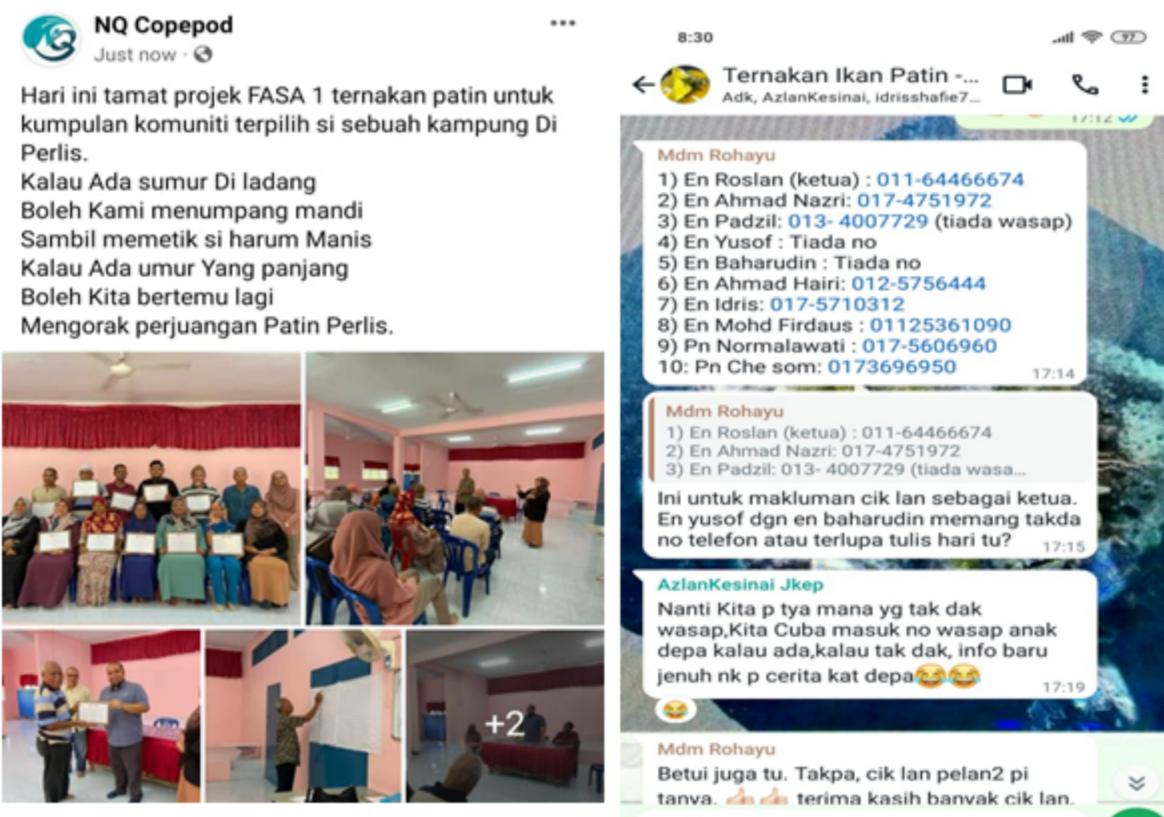 NQ Copepod
Just now ·
Hari ini tamat projek FASA 1 ternakan patin untuk
kumpulan komuniti terpilih si sebuah kampung Di
Perlis.
Kalau Ada sumur Di ladang
Boleh Kami menumpang mandi
Sambil memetik si harum Manis
Kalau Ada umur Yang panjang
Boleh Kita bertemu lagi
Mengorak perjuangan Patin Perlis.
+2
8:30
97
Ternakan Ikan Patin -...
Adk, AzlanKesinai, idrisshafie7...
17:12
Mdm Rohayu
1) En Roslan (ketua) : 011-64466674
2) En Ahmad Nazri: 017-4751972
3) En Padzil: 013- 4007729 (tiada wasap)
4) En Yusof : Tiada no
5) En Baharudin : Tiada no
6) En Ahmad Hairi: 012-5756444
7) En Idris: 017-5710312
8) En Mohd Firdaus : 01125361090
9) Pn Normalawati : 017-5606960
10: Pn Che som: 0173696950
17:14
Mdm Rohayu
1) En Roslan (ketua) : 011-64466674
2) En Ahmad Nazri: 017-4751972
3) En Padzil: 013- 4007729 (tiada wasa...
Ini untuk makluman cik lan sebagai ketua.
En yusof dgn en baharudin memang takda
no telefon atau terlupa tulis hari tu?
17:15
AzlanKesinai Jkep
Nanti Kita p tya mana yg tak dak
wasap,Kita Cuba masuk no wasap anak
depa kalau ada,kalau tak dak, info baru
jenuh nk p cerita kat depa😂😂
17:19
😂
Mdm Rohayu
Betui juga tu. Takpa, cik lan pelan2 pi
tanya. 👍🏻👍🏻 terima kasih banyak cik lan.